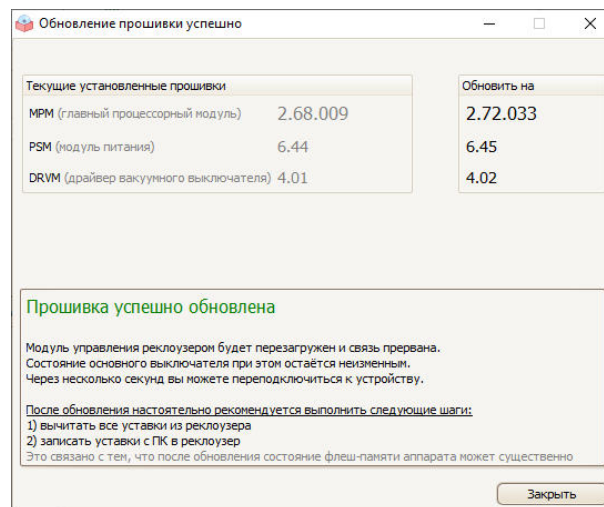 Обновление прошивки успешно
Текущие установленные прошивки
Обновить на
MPM (главный процессорный модуль) 2.68.009
2.72.033
PSM (модуль питания) 6.44
6.45
DRVM (драйвер вакуумного выключателя) 4.01
4.02
Прошивка успешно обновлена
Модуль управления реклоузером будет перезагружен и связь прервана.
Состояние основного выключателя при этом остаётся неизменным.
Через несколько секунд вы можете переподключиться к устройству.
После обновления настоятельно рекомендуется выполнить следующие шаги:
1) вычитать все уставки из реклоузера
2) записать уставки с ПК в реклоузер
Это связано с тем, что после обновления состояние флеш-памяти аппарата может существенно
Закрыть